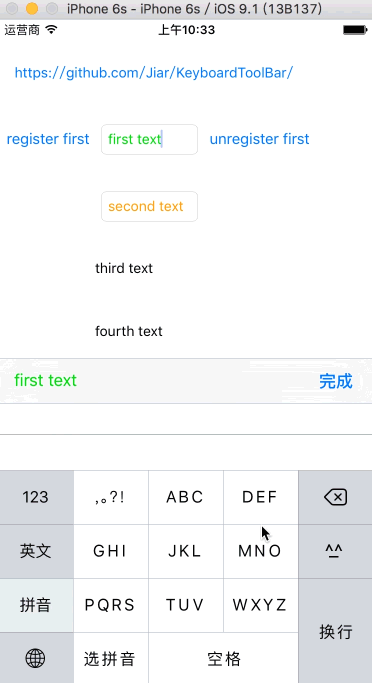 iPhone 6s - iPhone 6s / iOS 9.1 (13B137)
运营商 上午10:33
https://github.com/Jiar/KeyboardToolBar/
register first first text unregister first
second text
third text
fourth text
first text 完成
123 ,。?! ABC DEF
英文 GHI JKL MNO ^^
拼音 PQRS TUV WXYZ 换行
选拼音 空格